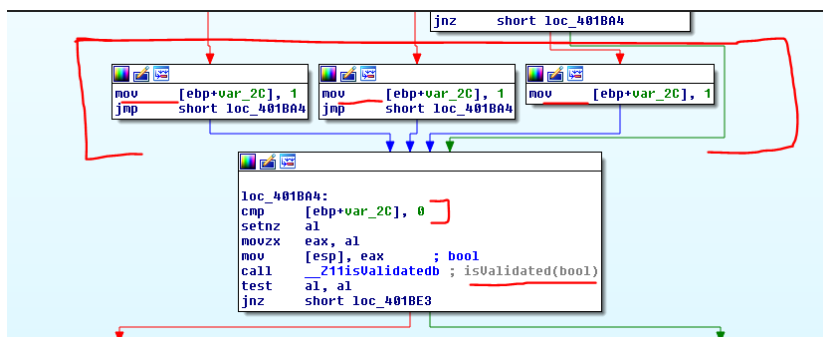 jnz     short loc_401BA4
mov     [ebp+var_2C], 1
jmp     short loc_401BA4
mov     [ebp+var_2C], 1
jmp     short loc_401BA4
mov     [ebp+var_2C], 1
loc_401BA4:
cmp     [ebp+var_2C], 0
setnz   al
movzx   eax, al
mov     [esp], eax      ; bool
call    __Z11isValidatedb ; isValidated(bool)
test    al, al
jnz     short loc_401BE3